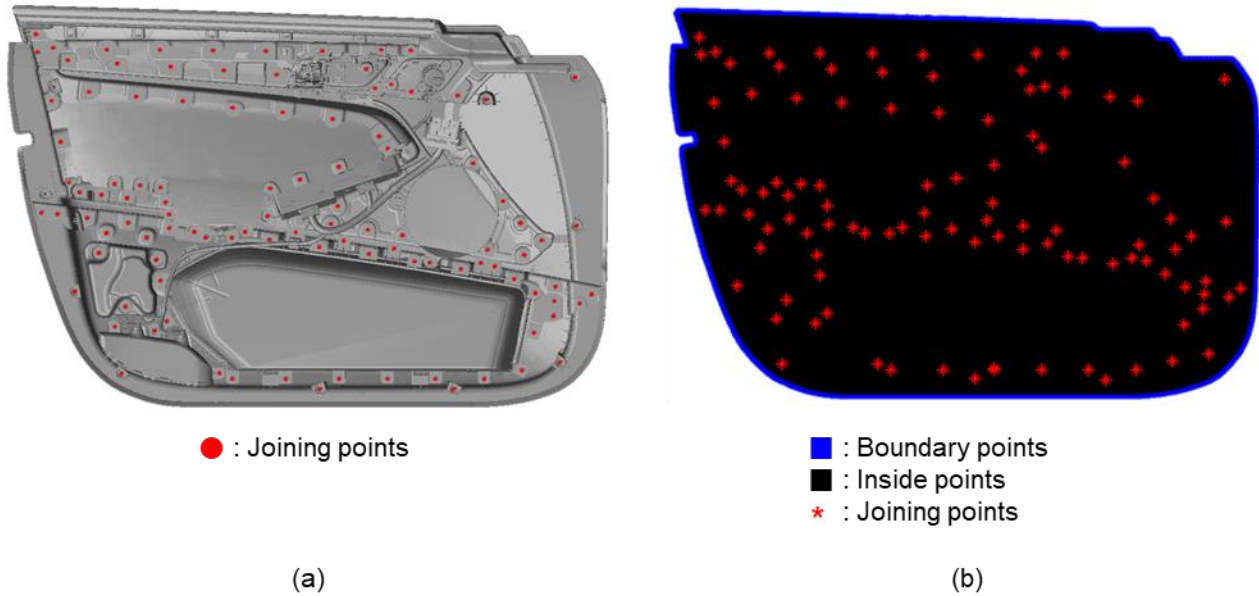 : Joining points
: Boundary points
: Inside points
* : Joining points
(a)
(b)